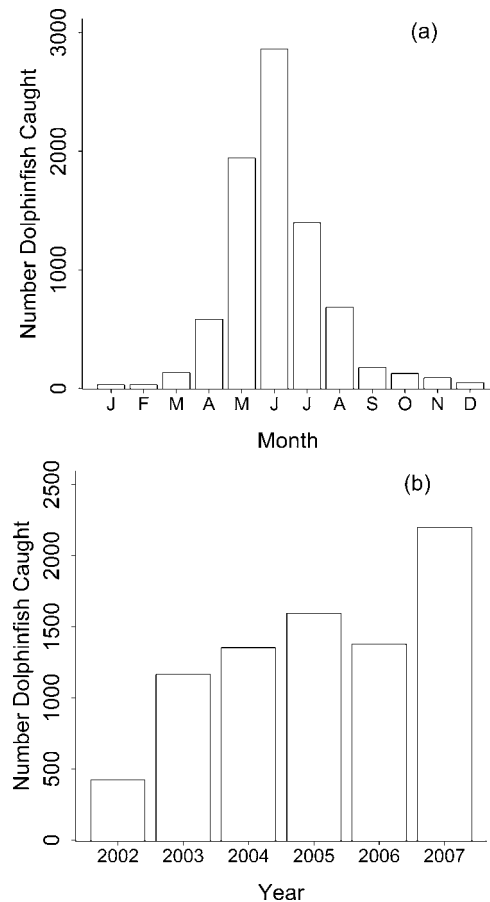 (a)
Number Dolphinfish Caught
3000
2000
1000
0
J F M A M J J A S O N D
Month
(b)
Number Dolphinfish Caught
2500
2000
1500
1000
500
0
2002 2003 2004 2005 2006 2007
Year